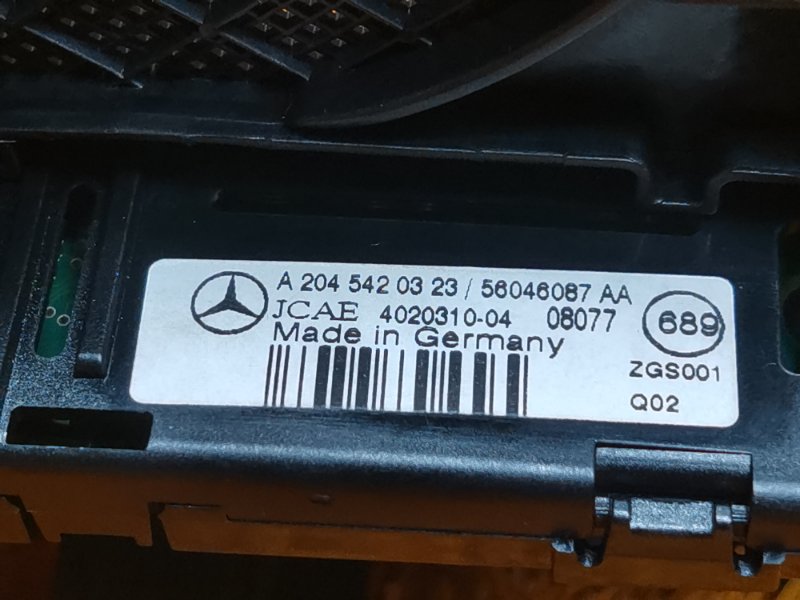 A 204 542 03 23 / 56046087 AA
JCAE 4020310-04 08077
689
Made in Germany
ZGS001
Q02